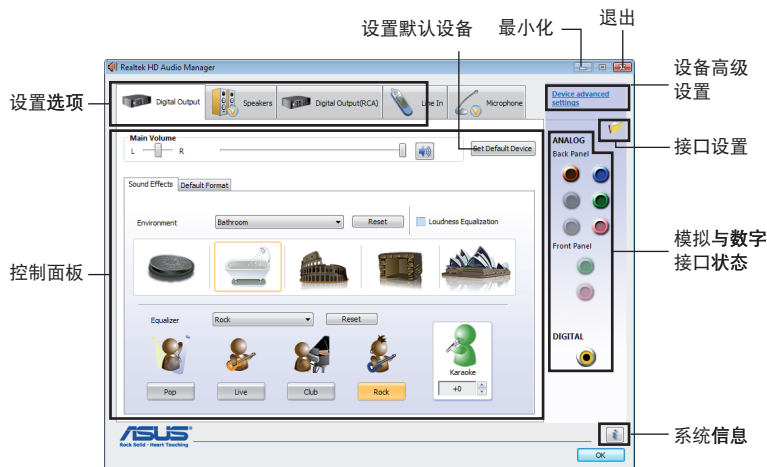 退出
最小化
设置默认设备
设备高级
设置
设置选项
接口设置
控制面板
模拟与数字
接口状态
系统信息
Realtek HD Audio Manager
Digital Output
Speakers
Digital Output(RCA)
Line In
Microphone
Device advanced
settings
Main Volume
L
R
Set Default Device
ANALOG
Back Panel
Sound Effects
Default Format
Environment
Bathroom
Reset
Loudness Equalization
Front Panel
Equalizer
Rock
Reset
DIGITAL
Karaoke
Pop
Live
Club
Rock
+0
ASUS
Rock Solid · Heart Touching
OK